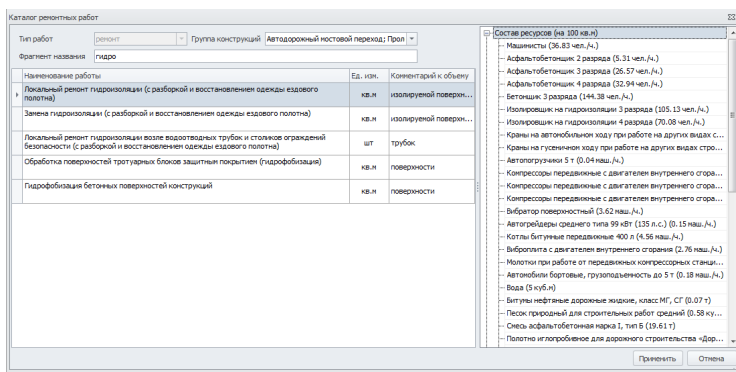 Каталог ремонтных работ
Тип работ ремонт Группа конструкций Автодорожный мостовой переход; Прол
Фрагмент названия гидро
Наименование работы Ед. изм. Комментарий к объему
Локальный ремонт гидроизоляции (с разборкой и восстановлением одежды ездового
полотна) кв.м изолируемой поверхн...
Замена гидроизоляции (с разборкой и восстановлением одежды ездового полотна)
кв.м изолируемой поверхн...
Локальный ремонт гидроизоляции возле водоотводных трубок и столиков ограждений
безопасности (с разборкой и восстановлением одежды ездового полотна) шт трубок
Обработка поверхностей тротуарных блоков защитным покрытием (гидрофобизация)
кв.м поверхности
Гидрофобизация бетонных поверхностей конструкций
кв.м поверхности
Состав ресурсов (на 100 кв.м)
Машинисты (36.83 чел./ч.)
Асфальтобетонщик 2 разряда (5.31 чел./ч.)
Асфальтобетонщик 3 разряда (26.57 чел./ч.)
Асфальтобетонщик 4 разряда (32.94 чел./ч.)
Бетонщик 3 разряда (144.38 чел./ч.)
Изолировщик на гидроизоляции 3 разряда (105.13 чел./ч.)
Изолировщик на гидроизоляции 4 разряда (70.08 чел./ч.)
Краны на автомобильном ходу при работе на других видах с...
Краны на гусеничном ходу при работе на других видах стро...
Автопогрузчики 5 т (0.04 маш./ч.)
Компрессоры передвижные с двигателем внутреннего сгора...
Компрессоры передвижные с двигателем внутреннего сгора...
Компрессоры передвижные с двигателем внутреннего сгора...
Вибратор поверхностный (3.62 маш./ч.)
Автогрейдеры среднего типа 99 кВт (135 л.с.) (0.15 маш./ч.)
Котлы битумные передвижные 400 л (4.56 маш./ч.)
Виброплита с двигателем внутреннего сгорания (2.76 маш./ч.)
Молотки при работе от передвижных компрессорных станци...
Автомобили бортовые, грузоподъемность до 5 т (0.18 маш./ч.)
Вода (5 куб.м)
Битумы нефтяные дорожные жидкие, класс МГ, СГ (0.07 т)
Песок природный для строительных работ средний (0.58 ку...
Смесь асфальтобетонная марка I, тип Б (19.61 т)
Полотно иглопробивное для дорожного строительства «Дор...
Применить Отмена